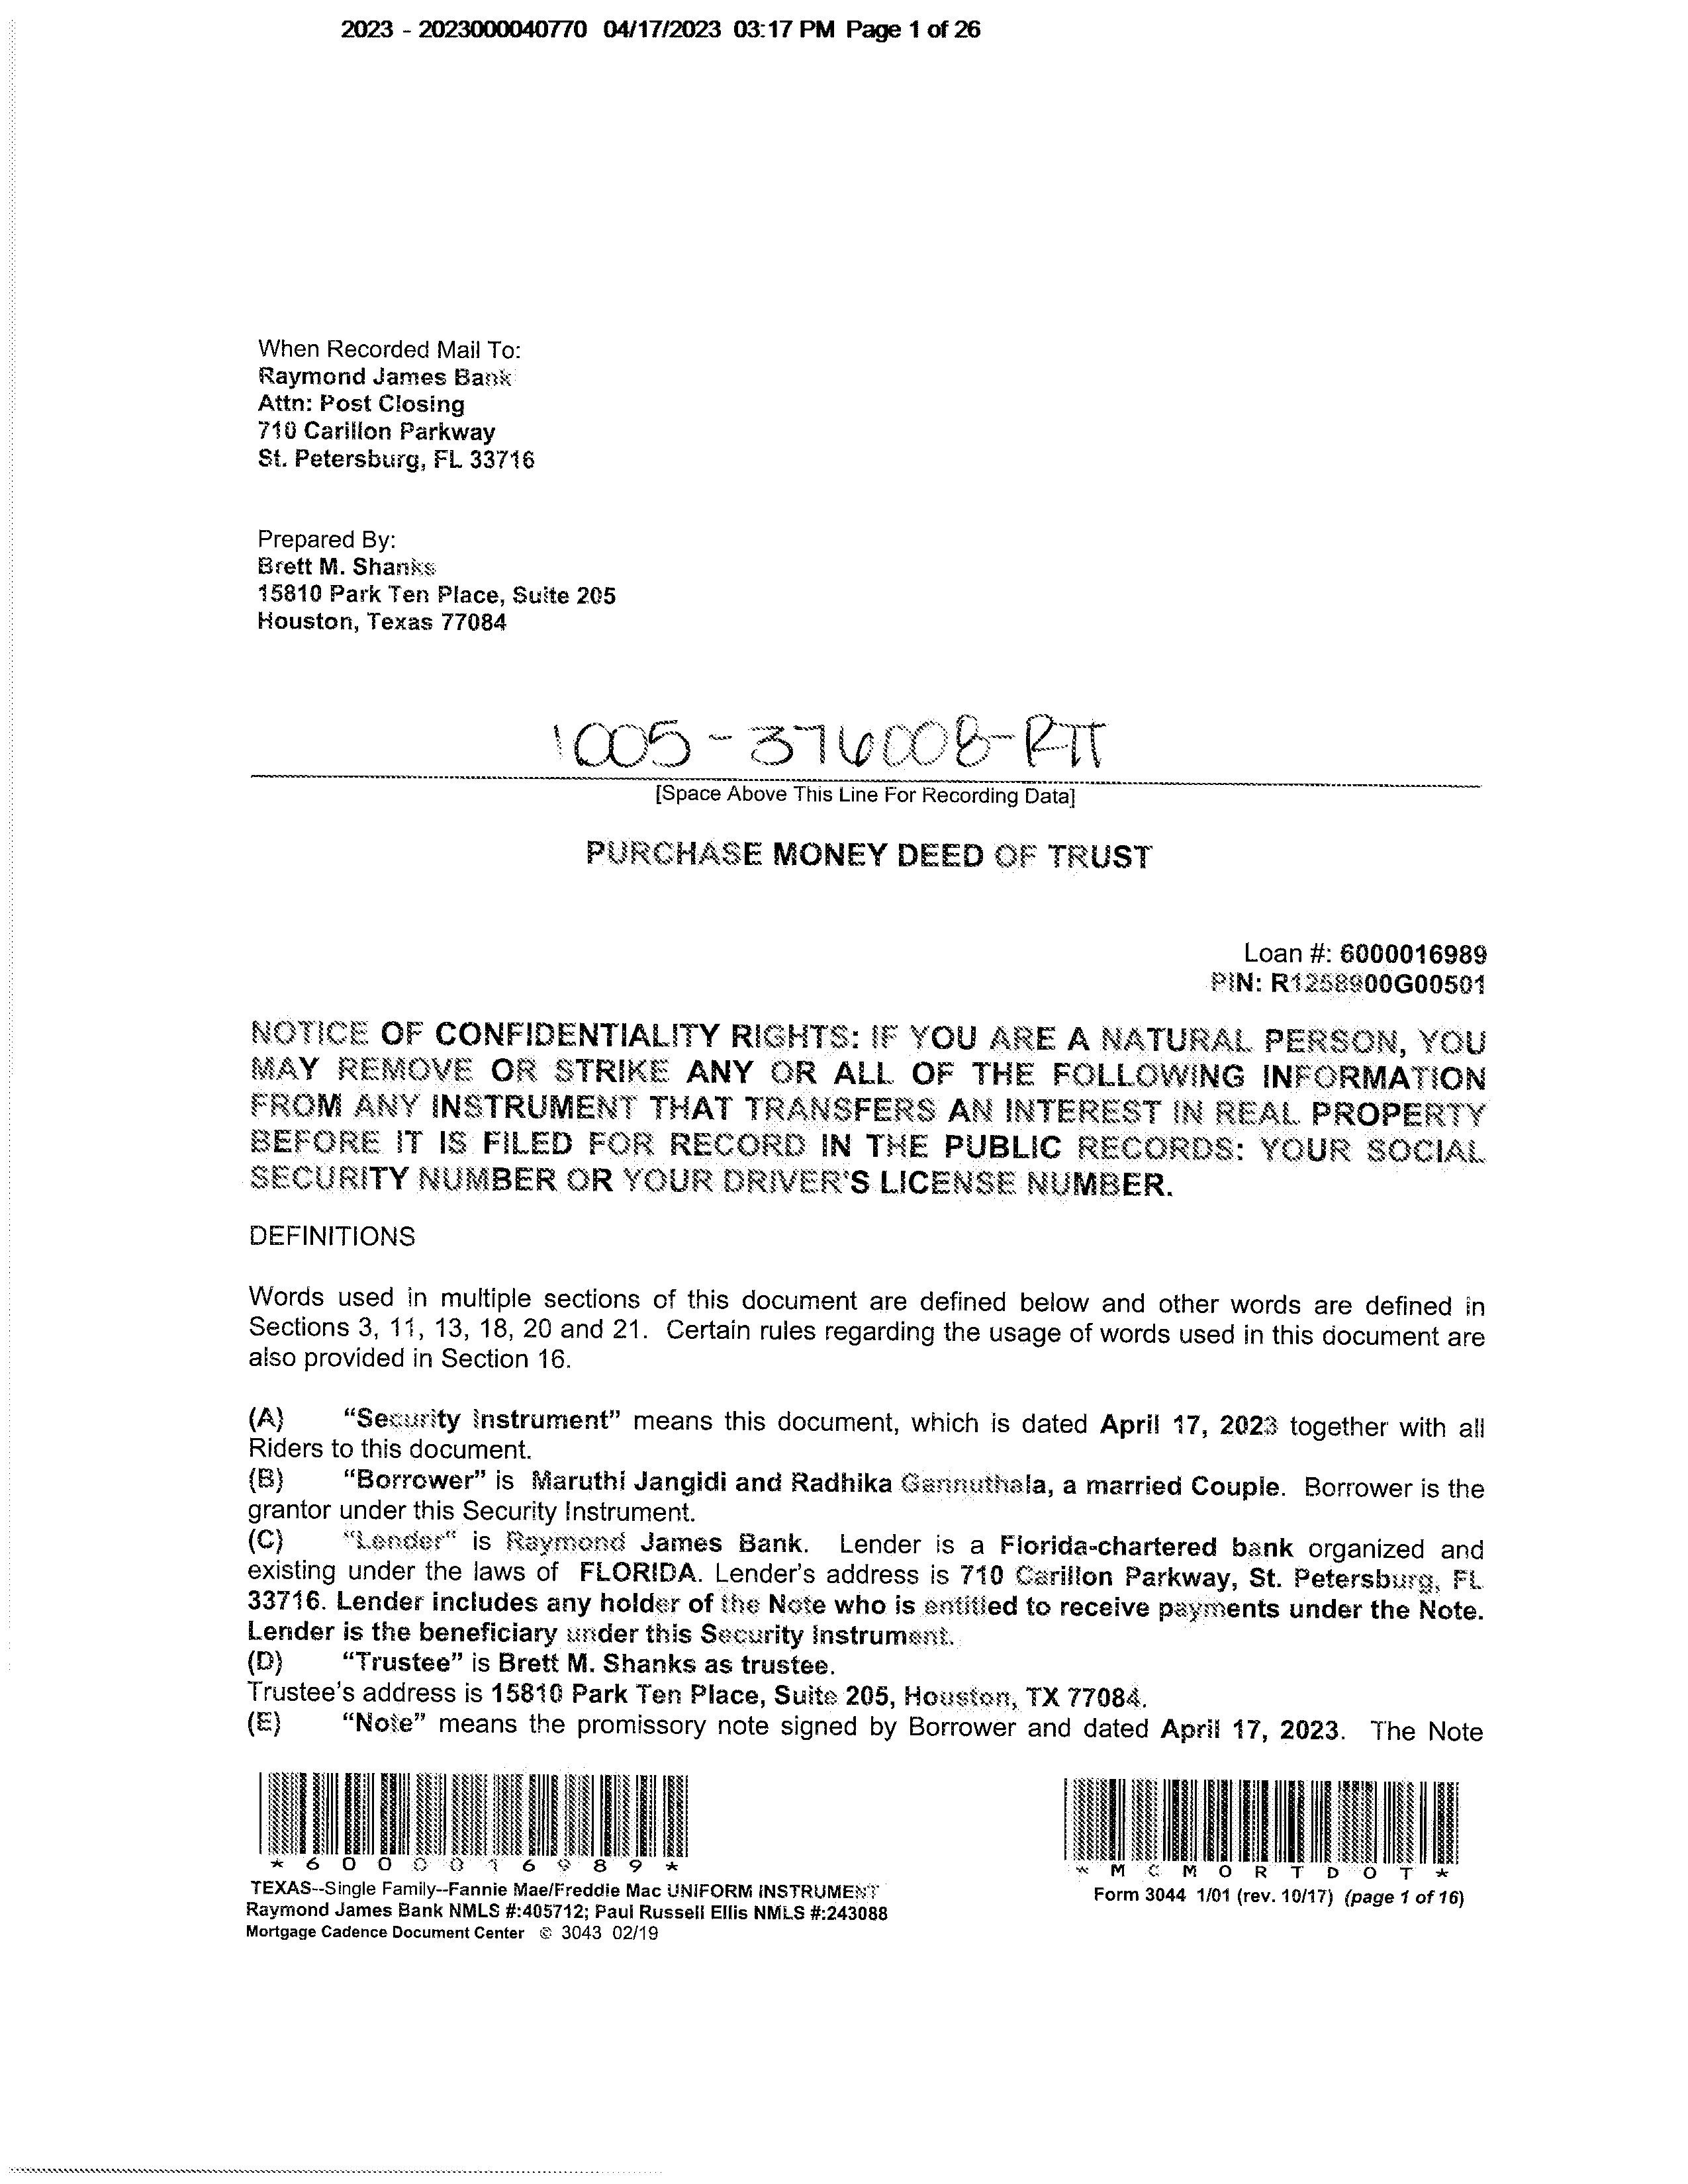 2023 - 2023000040770 04/17/2023 03:17 PM Page 1 of 26
When Recorded Mail To:
Raymond James Bank
Attn: Post Closing
710 Carillon Parkway
St. Petersburg, FL 33716
Prepared By:
Brett M. Shanks
15810 Park Ten Place, Suite 205
Houston, Texas 77084
1005-376008-RTT
[Space Above This Line For Recording Data]
PURCHASE MONEY DEED OF TRUST
Loan #: 6000016989
PIN: R1258900G00501
NOTICE OF CONFIDENTIALITY RIGHTS: IF YOU ARE A NATURAL PERSON, YOU
MAY REMOVE OR STRIKE ANY OR ALL OF THE FOLLOWING INFORMATION
FROM ANY INSTRUMENT THAT TRANSFERS AN INTEREST IN REAL PROPERTY
BEFORE IT IS FILED FOR RECORD IN THE PUBLIC RECORDS: YOUR SOCIAL
SECURITY NUMBER OR YOUR DRIVER'S LICENSE NUMBER.
DEFINITIONS
Words used in multiple sections of this document are defined below and other words are defined in
Sections 3, 11, 13, 18, 20 and 21. Certain rules regarding the usage of words used in this document are
also provided in Section 16.
(A) “Security Instrument” means this document, which is dated April 17, 2023 together with all
Riders to this document.
(B) “Borrower” is Maruthi Jangidi and Radhika Gannuthala, a married Couple. Borrower is the
grantor under this Security Instrument.
(C) “Lender“ is Raymond James Bank. Lender is a Florida-chartered bank organized and
existing under the laws of FLORIDA. Lender's address is 710 Carillon Parkway, St. Petersburg, FL
33716. Lender includes any holder of the Note who is entitled to receive payments under the Note.
Lender is the beneficiary under this Security Instrument.
(D) “Trustee” is Brett M. Shanks as trustee.
Trustee's address is 15810 Park Ten Place, Suite 205, Houston, TX 77084.
(E) “Note” means the promissory note signed by Borrower and dated April 17, 2023. The Note
* 6 0 0 0 0 1 6 9 8 9 *
* M C M O R T D O T *
TEXAS--Single Family--Fannie Mae/Freddie Mac UNIFORM INSTRUMENT
Form 3044 1/01 (rev. 10/17) (page 1 of 16)
Raymond James Bank NMLS #:405712; Paul Russell Ellis NMLS #:243088
Mortgage Cadence Document Center © 3043 02/19